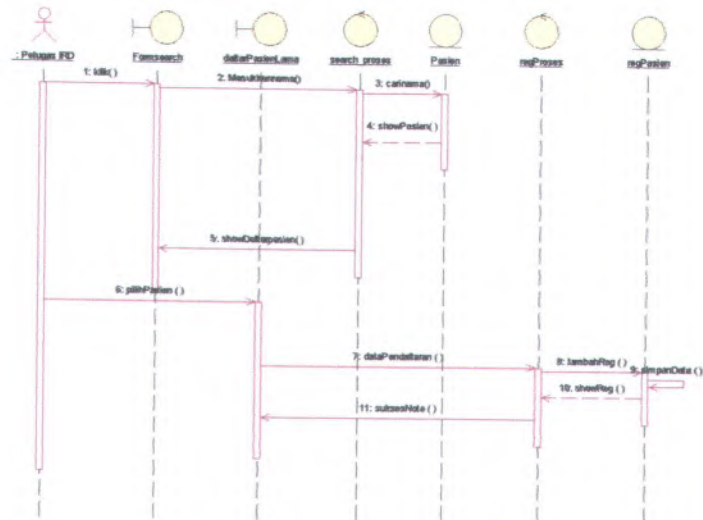 : Petugas IRD
Formsearch
daftarPasienLama
search_proses
Pasien
regProses
regPasien
1: klik()
2: Masukkannama()
3: carinama()
4: showPasien()
5: showDaftarpasien()
6: pilihPasien ()
7: dataPendaftaran ()
8: tambahReg ()
9: simpanData ()
10: showReg ()
11: suksesNote ()